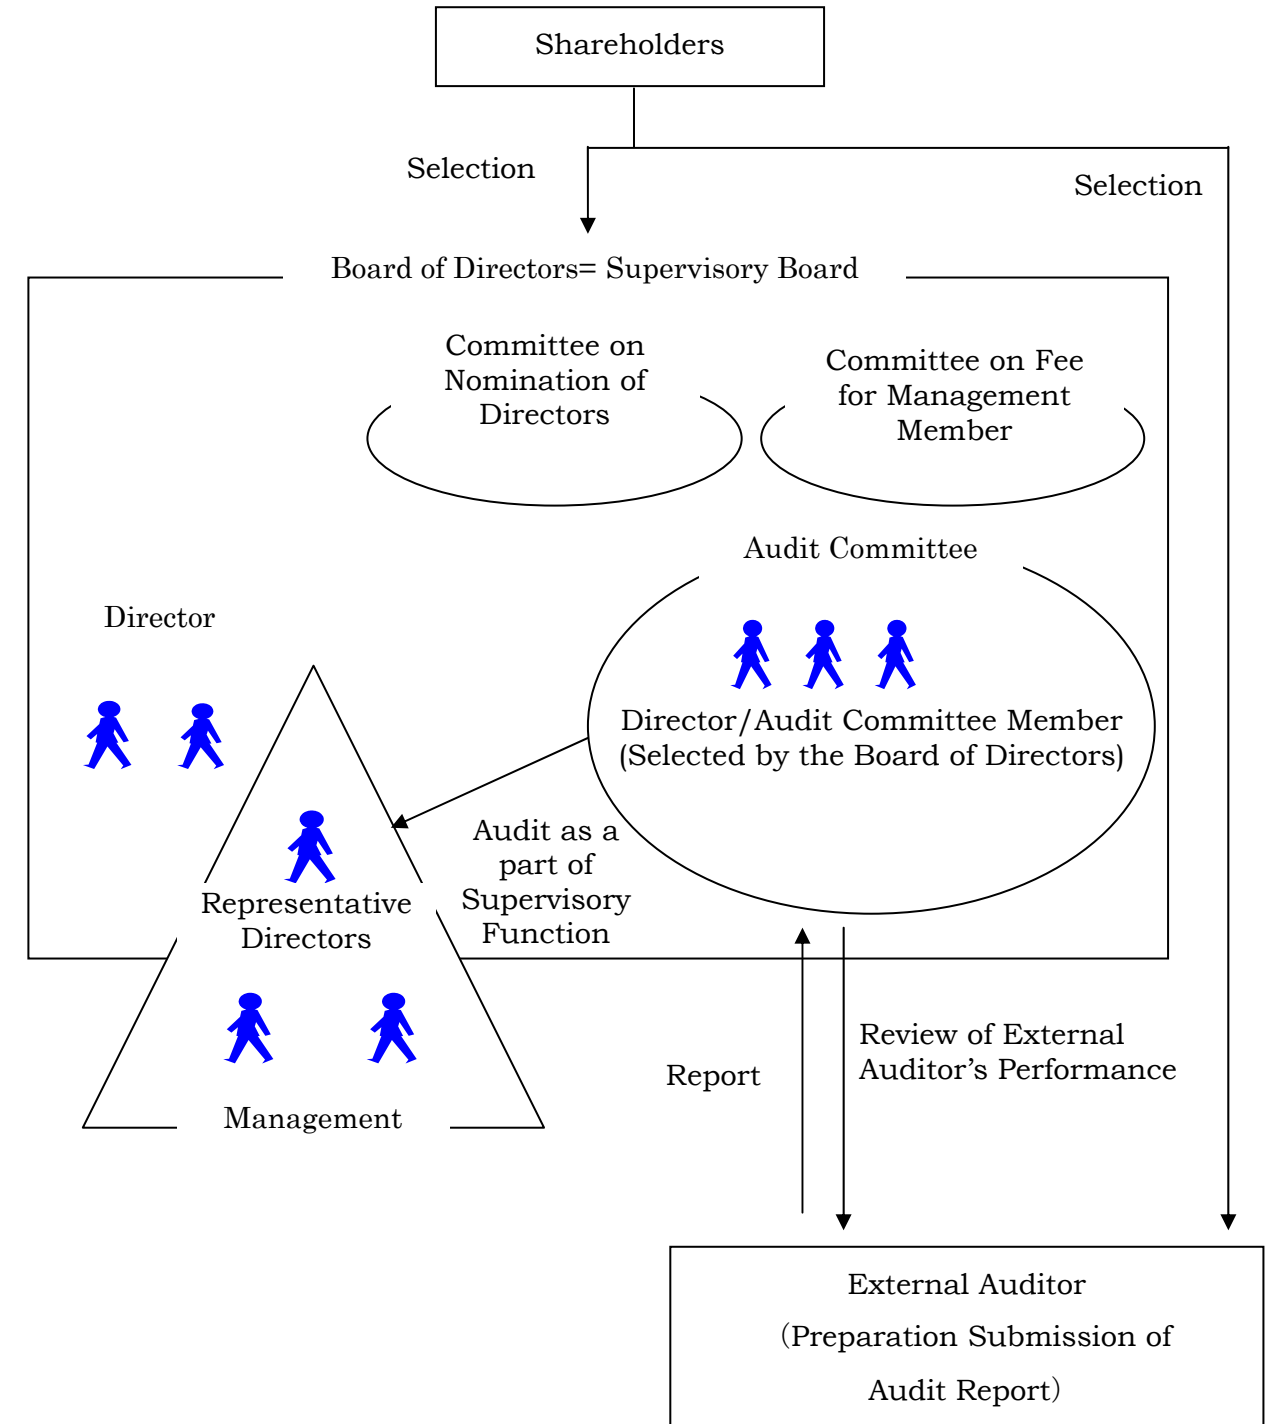 Shareholders
Selection
Selection
Board of Directors= Supervisory Board
Committee on
Nomination of
Directors
Committee on Fee
for Management
Member
Audit Committee
Director
Director/Audit Committee Member
(Selected by the Board of Directors)
Audit as a
part of
Supervisory
Function
Representative
Directors
Management
Report
Review of External
Auditor’s Performance
External Auditor
（Preparation Submission of
Audit Report）